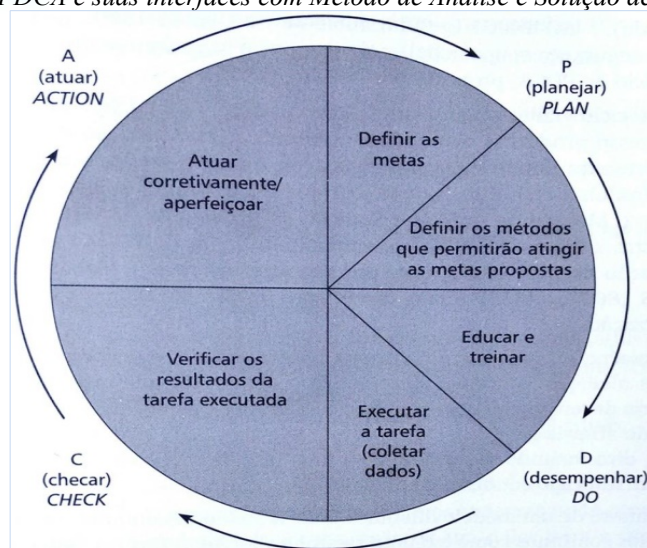 PDCA e suas interfaces com Método de Análise e Solução de
A
(atuar)
ACTION
P
(planejar)
PLAN
Definir as
metas
Atuar
corretivamente/
aperfeiçoar
Definir os métodos
que permitirão atingir
as metas propostas
Educar e
treinar
Verificar os
resultados da
tarefa executada
Executar
a tarefa
(coletar
dados)
C
(checar)
CHECK
D
(desempenhar)
DO